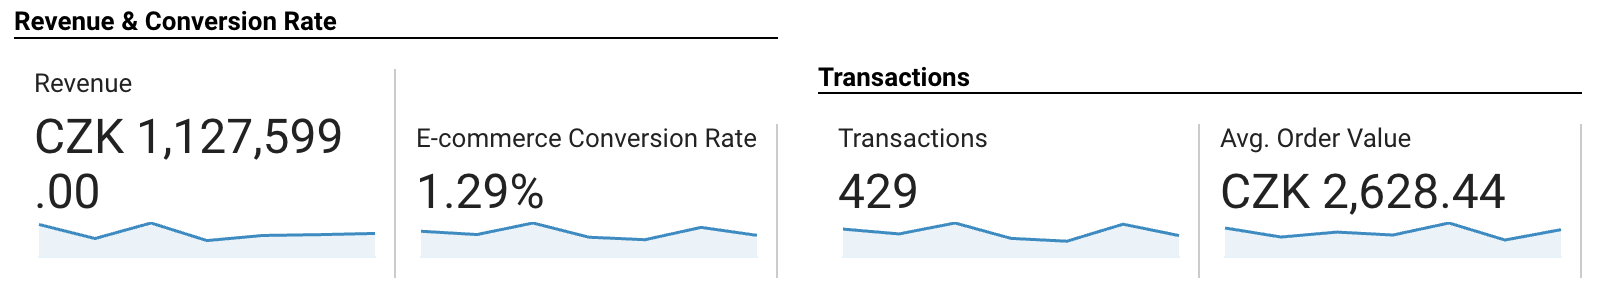 Revenue & Conversion Rate
Revenue
CZK 1,127,599
.00
E-commerce Conversion Rate
1.29%
Transactions
Transactions
429
Avg. Order Value
CZK 2,628.44